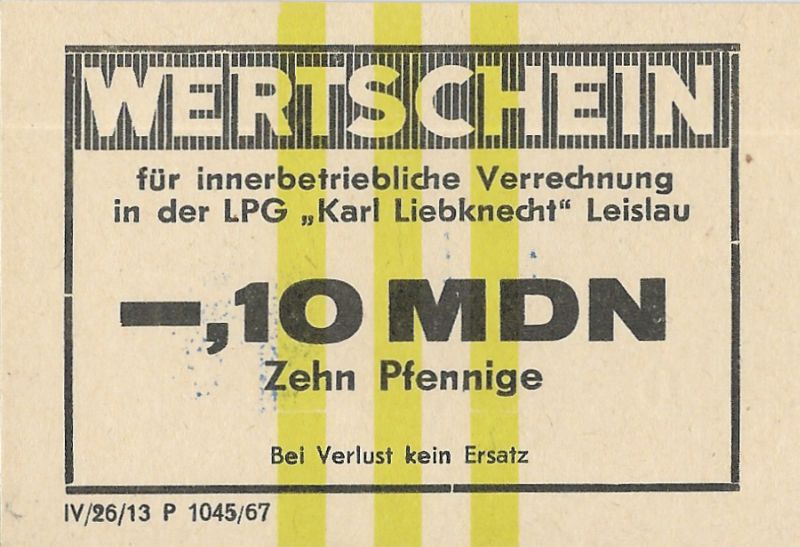 WERTSCHEIN
für innerbetriebliche Verrechnung
in der LPG „Karl Liebknecht“ Leislau
—,10 MDN
Zehn Pfennige
Bei Verlust kein Ersatz
IV/26/13 P 1045/67